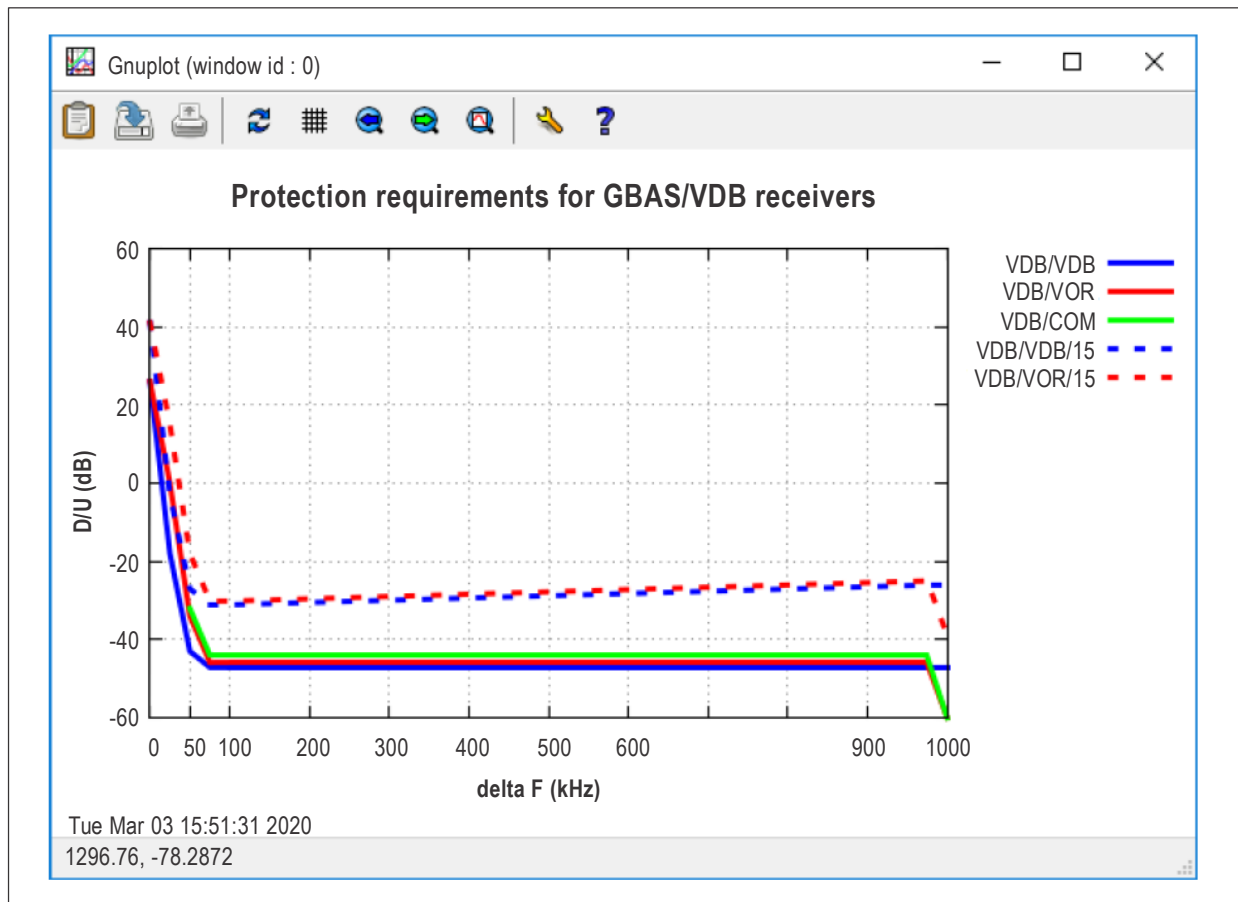 Gnuplot (window id : 0)
Protection requirements for GBAS/VDB receivers
60
40
20
0
-20
-40
-60
D/U (dB)
0 50 100 200 300 400 500 600 900 1000
delta F (kHz)
VDB/VDB
VDB/VOR
VDB/COM
VDB/VDB/15
VDB/VOR/15
Tue Mar 03 15:51:31 2020
1296.76, -78.2872